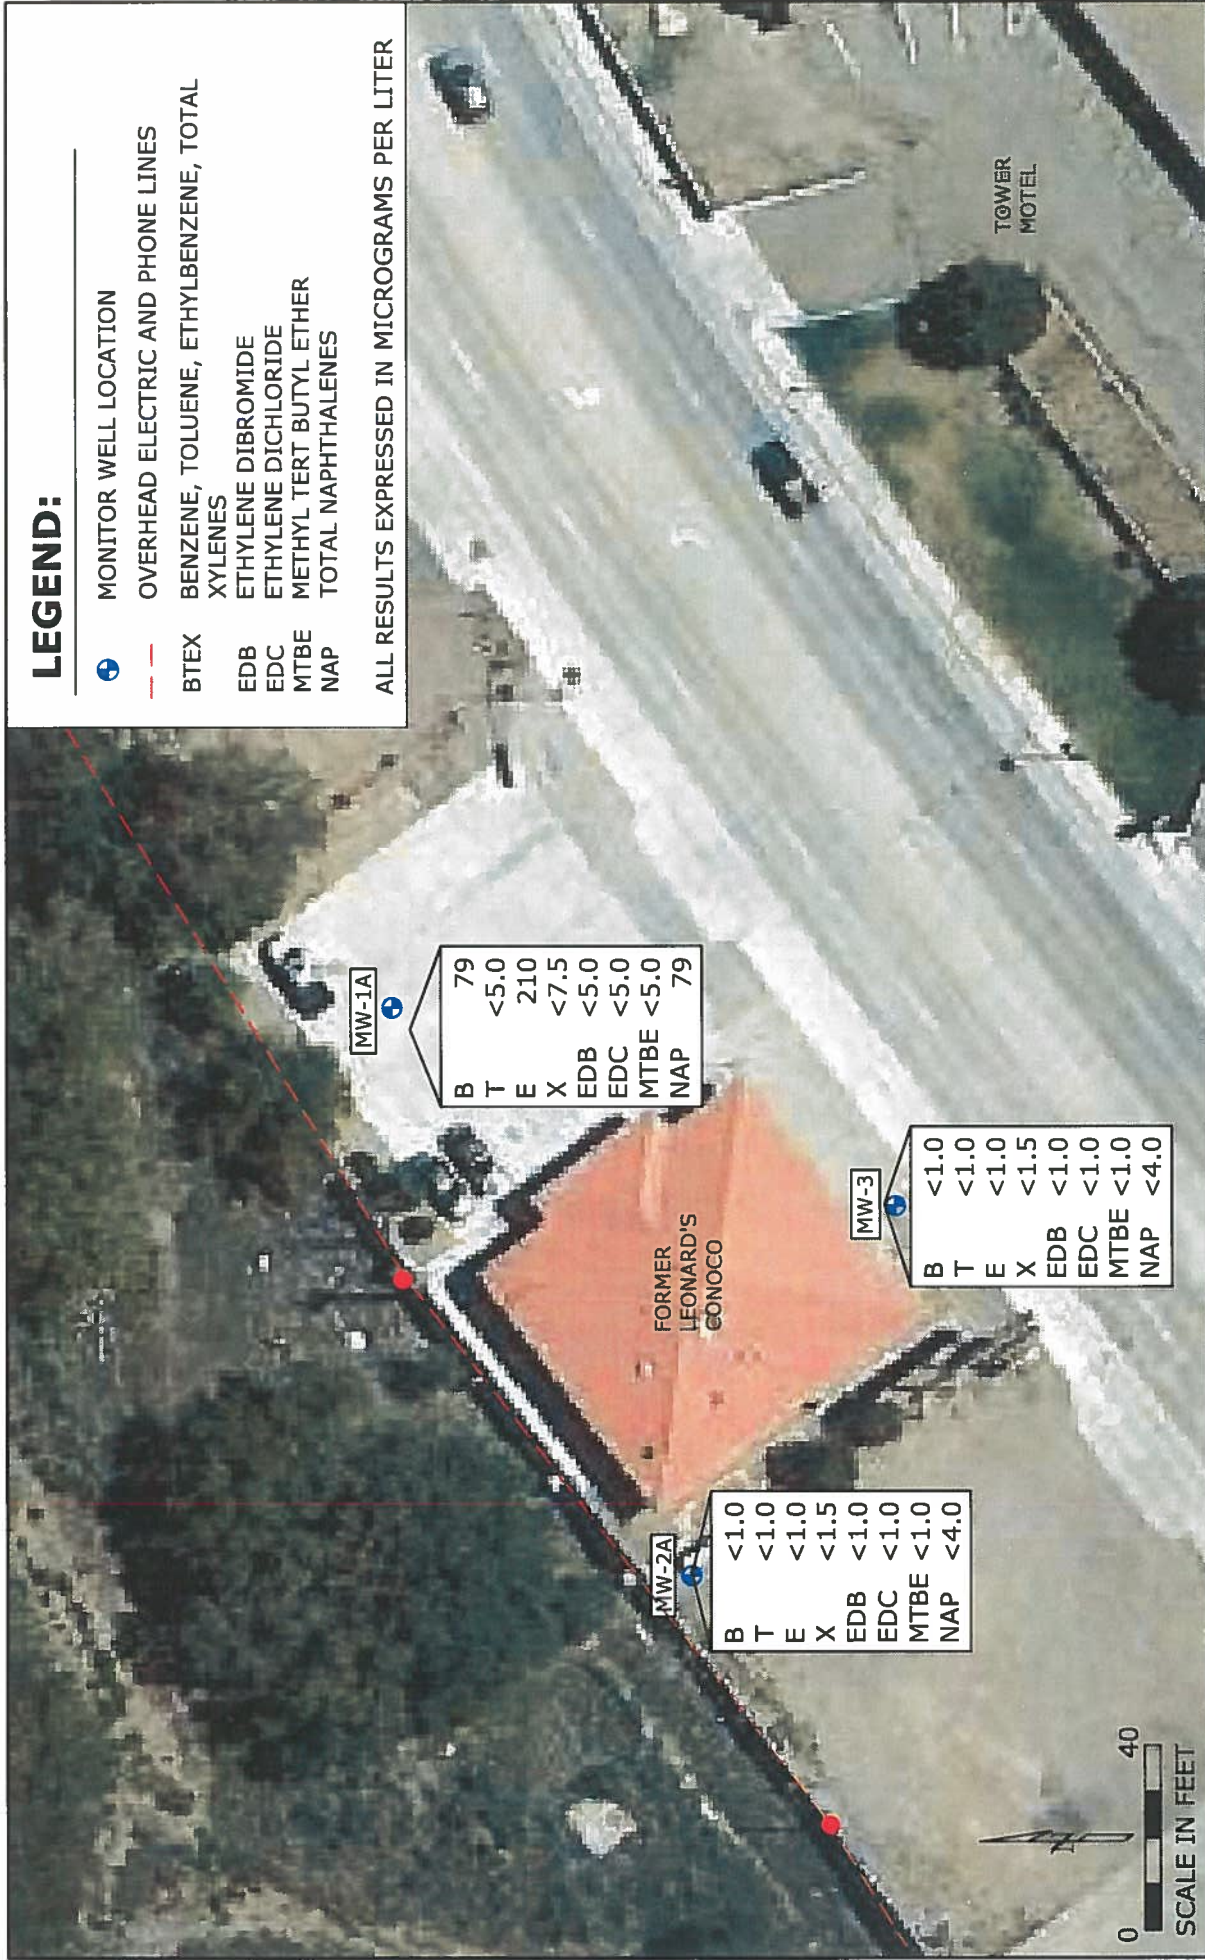 LEGEND:
MONITOR WELL LOCATION
OVERHEAD ELECTRIC AND PHONE LINES
BTEX BENZENE, TOLUENE, ETHYLBENZENE, TOTAL
XYLENES
EDB ETHYLENE DIBROMIDE
EDC ETHYLENE DICHLORIDE
MTBE METHYL TERT BUTYL ETHER
NAP TOTAL NAPHTHALENES
ALL RESULTS EXPRESSED IN MICROGRAMS PER LITER
MW-1A
B 79
T <5.0
E 210
X <7.5
EDB <5.0
EDC <5.0
MTBE <5.0
NAP 79
FORMER
LEONARD'S
CONOCO
MW-2A
B <1.0
T <1.0
E <1.0
X <1.5
EDB <1.0
EDC <1.0
MTBE <1.0
NAP <4.0
MW-3
B <1.0
T <1.0
E <1.0
X <1.5
EDB <1.0
EDC <1.0
MTBE <1.0
NAP <4.0
TOWER
MOTEL
0 40
SCALE IN FEET